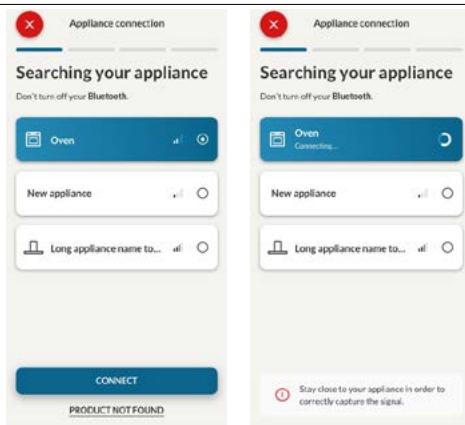 Appliance connection
Searching your appliance
Don't turn off your Bluetooth.
Oven
New appliance
Long appliance name to...
CONNECT
PRODUCT NOT FOUND
Appliance connection
Searching your appliance
Don't turn off your Bluetooth.
Oven
Connecting...
New appliance
Long appliance name to...
Stay close to your appliance in order to
correctly capture the signal.